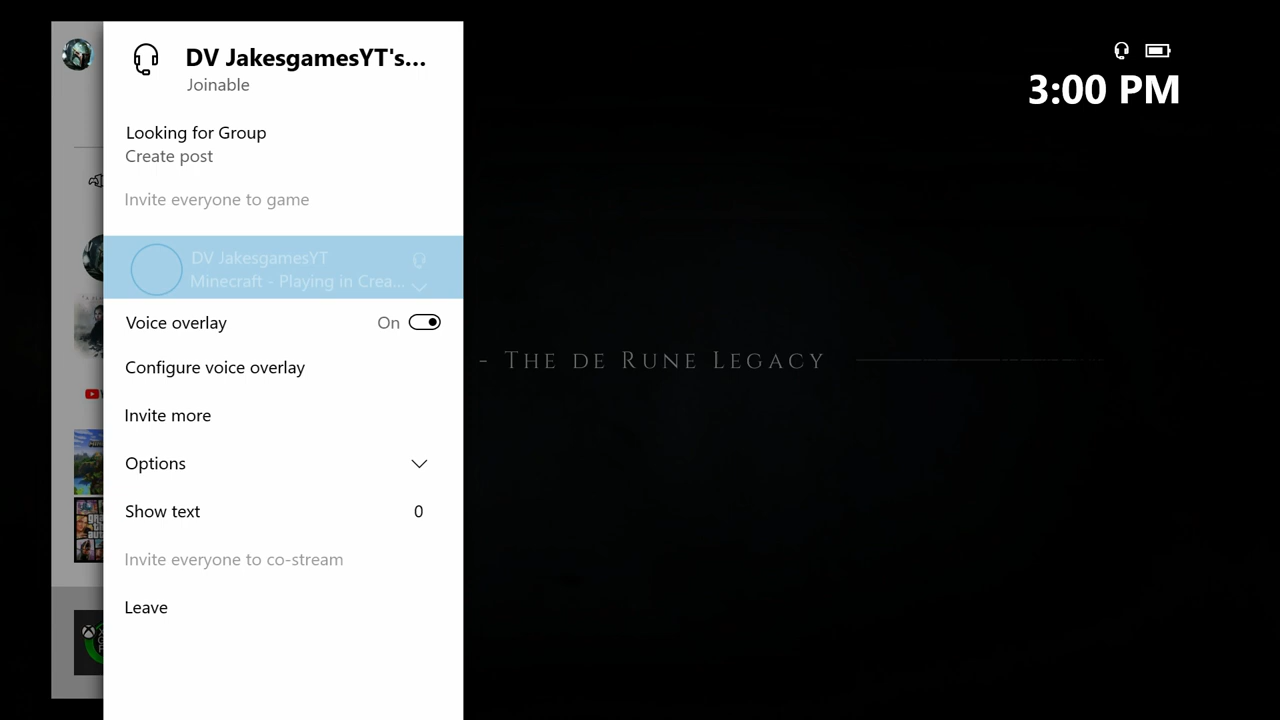 DV JakesgamesYT's...
Joinable
3:00 PM
Looking for Group
Create post
Invite everyone to game
DV JakesgamesYT
Minecraft - Playing in Crea...
Voice overlay On
- THE DE RUNE LEGACY
Configure voice overlay
Invite more
Options
Show text 0
Invite everyone to co-stream
Leave